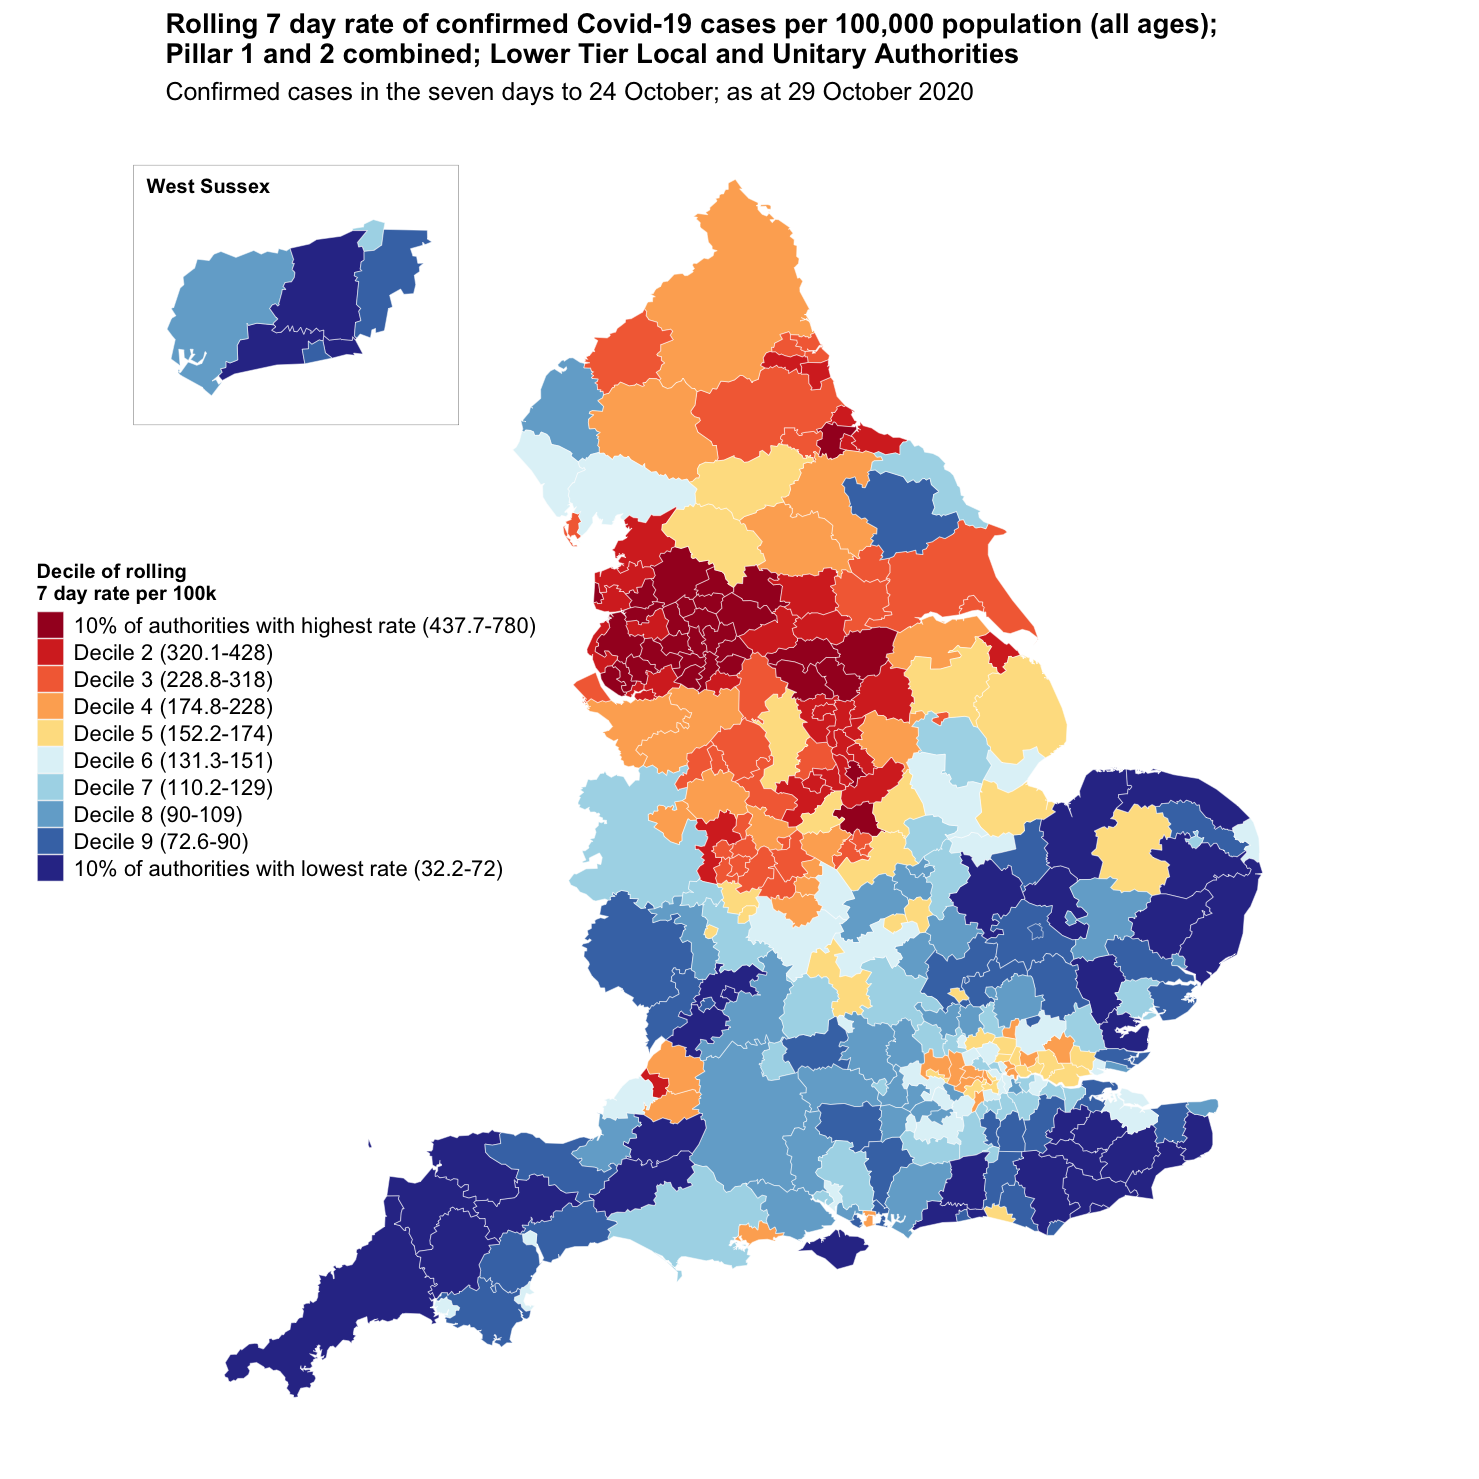 Rolling 7 day rate of confirmed Covid-19 cases per 100,000 population (all ages);
Pillar 1 and 2 combined; Lower Tier Local and Unitary Authorities
Confirmed cases in the seven days to 24 October; as at 29 October 2020
West Sussex
Decile of rolling
7 day rate per 100k
10% of authorities with highest rate (437.7-780)
Decile 2 (320.1-428)
Decile 3 (228.8-318)
Decile 4 (174.8-228)
Decile 5 (152.2-174)
Decile 6 (131.3-151)
Decile 7 (110.2-129)
Decile 8 (90-109)
Decile 9 (72.6-90)
10% of authorities with lowest rate (32.2-72)